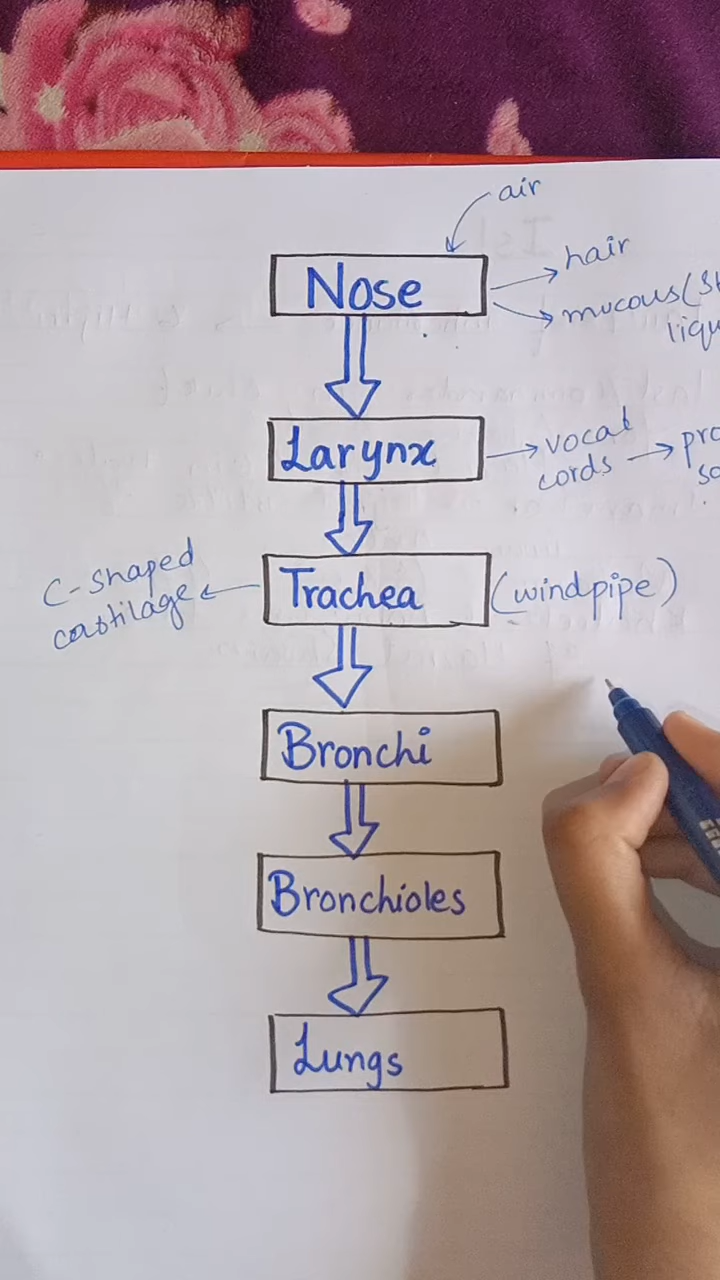 air
Nose
hair
mucous
Larynx
vocal
cords
Trachea
(windpipe)
C-shaped
cartilage
Bronchi
Bronchioles
Lungs